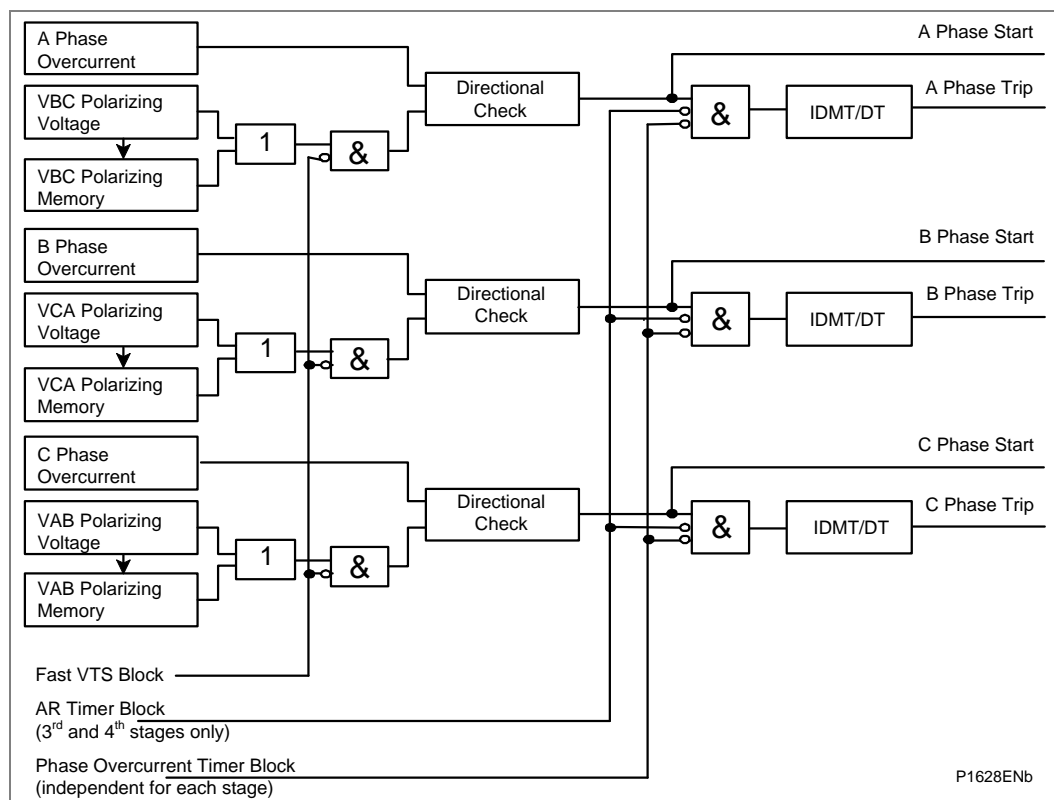 A Phase Start
A Phase
Overcurrent
Directional
Check
A Phase Trip
VBC Polarizing
Voltage
1
&
&
IDMT/DT
VBC Polarizing
Memory
B Phase Start
B Phase
Overcurrent
Directional
Check
B Phase Trip
VCA Polarizing
Voltage
1
&
&
IDMT/DT
VCA Polarizing
Memory
C Phase Start
C Phase
Overcurrent
Directional
Check
C Phase Trip
VAB Polarizing
Voltage
1
&
&
IDMT/DT
VAB Polarizing
Memory
Fast VTS Block
AR Timer Block
(3rd and 4th stages only)
Phase Overcurrent Timer Block
(independent for each stage)
P1628ENb